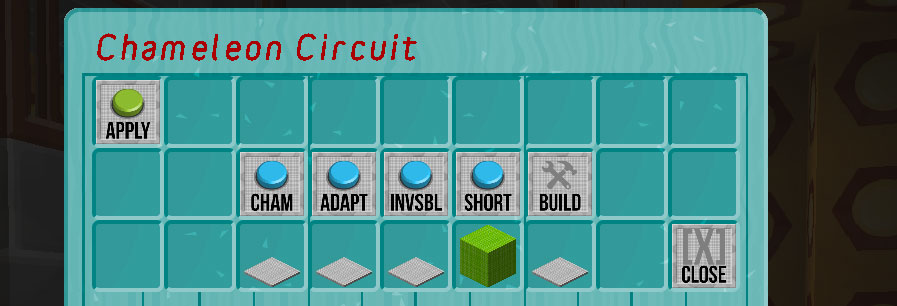 Chameleon Circuit
APPLY
CHAM ADAPT INVSBL SHORT BUILD
[X]
CLOSE